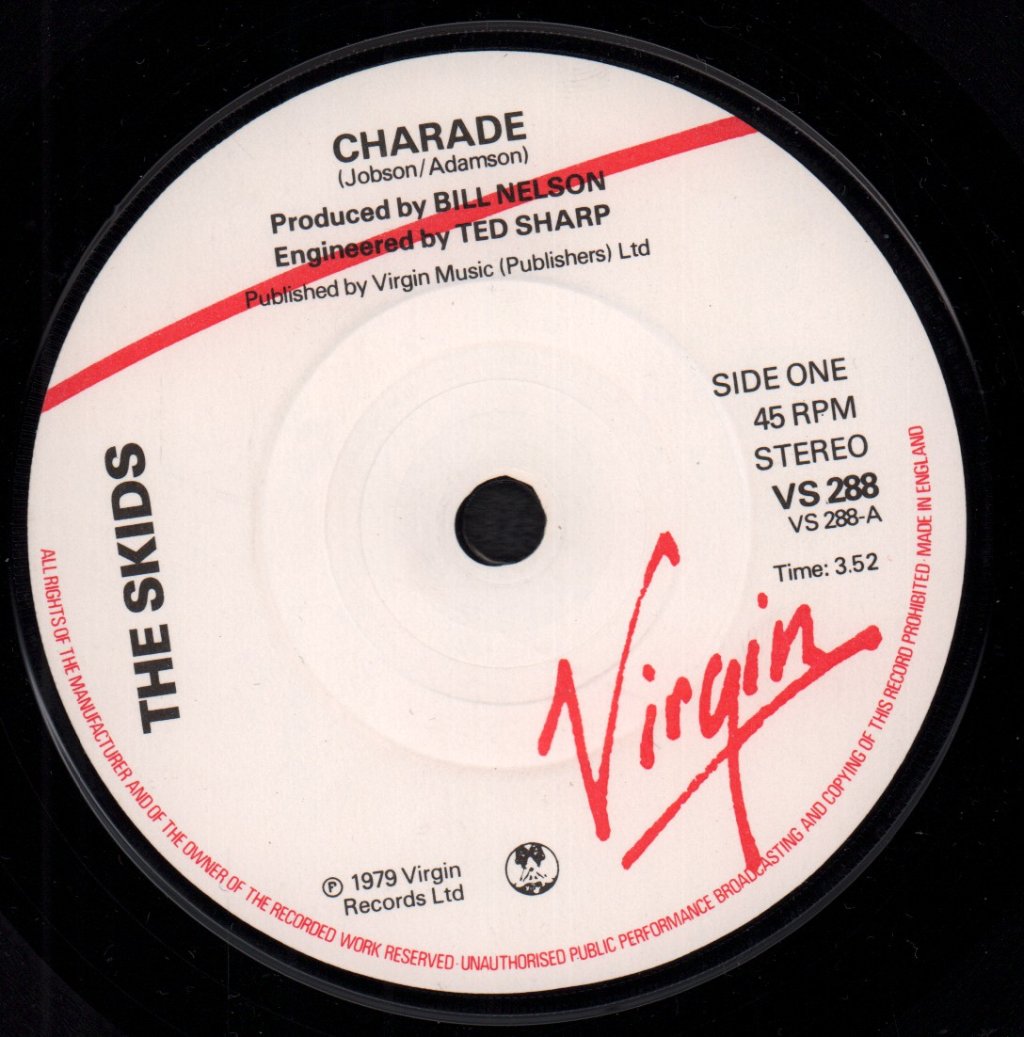 CHARADE
(Jobson/Adamson)
Produced by BILL NELSON
Engineered by TED SHARP
Published by Virgin Music (Publishers) Ltd
SIDE ONE
45 RPM
STEREO
VS 288
VS 288-A
Time: 3.52
THE SKIDS
Virgin
℗ 1979 Virgin
Records Ltd
ALL RIGHTS OF THE MANUFACTURER AND OF THE OWNER OF THE RECORDED WORK RESERVED · UNAUTHORISED PUBLIC PERFORMANCE BROADCASTING AND COPYING OF THIS RECORD PROHIBITED · MADE IN ENGLAND